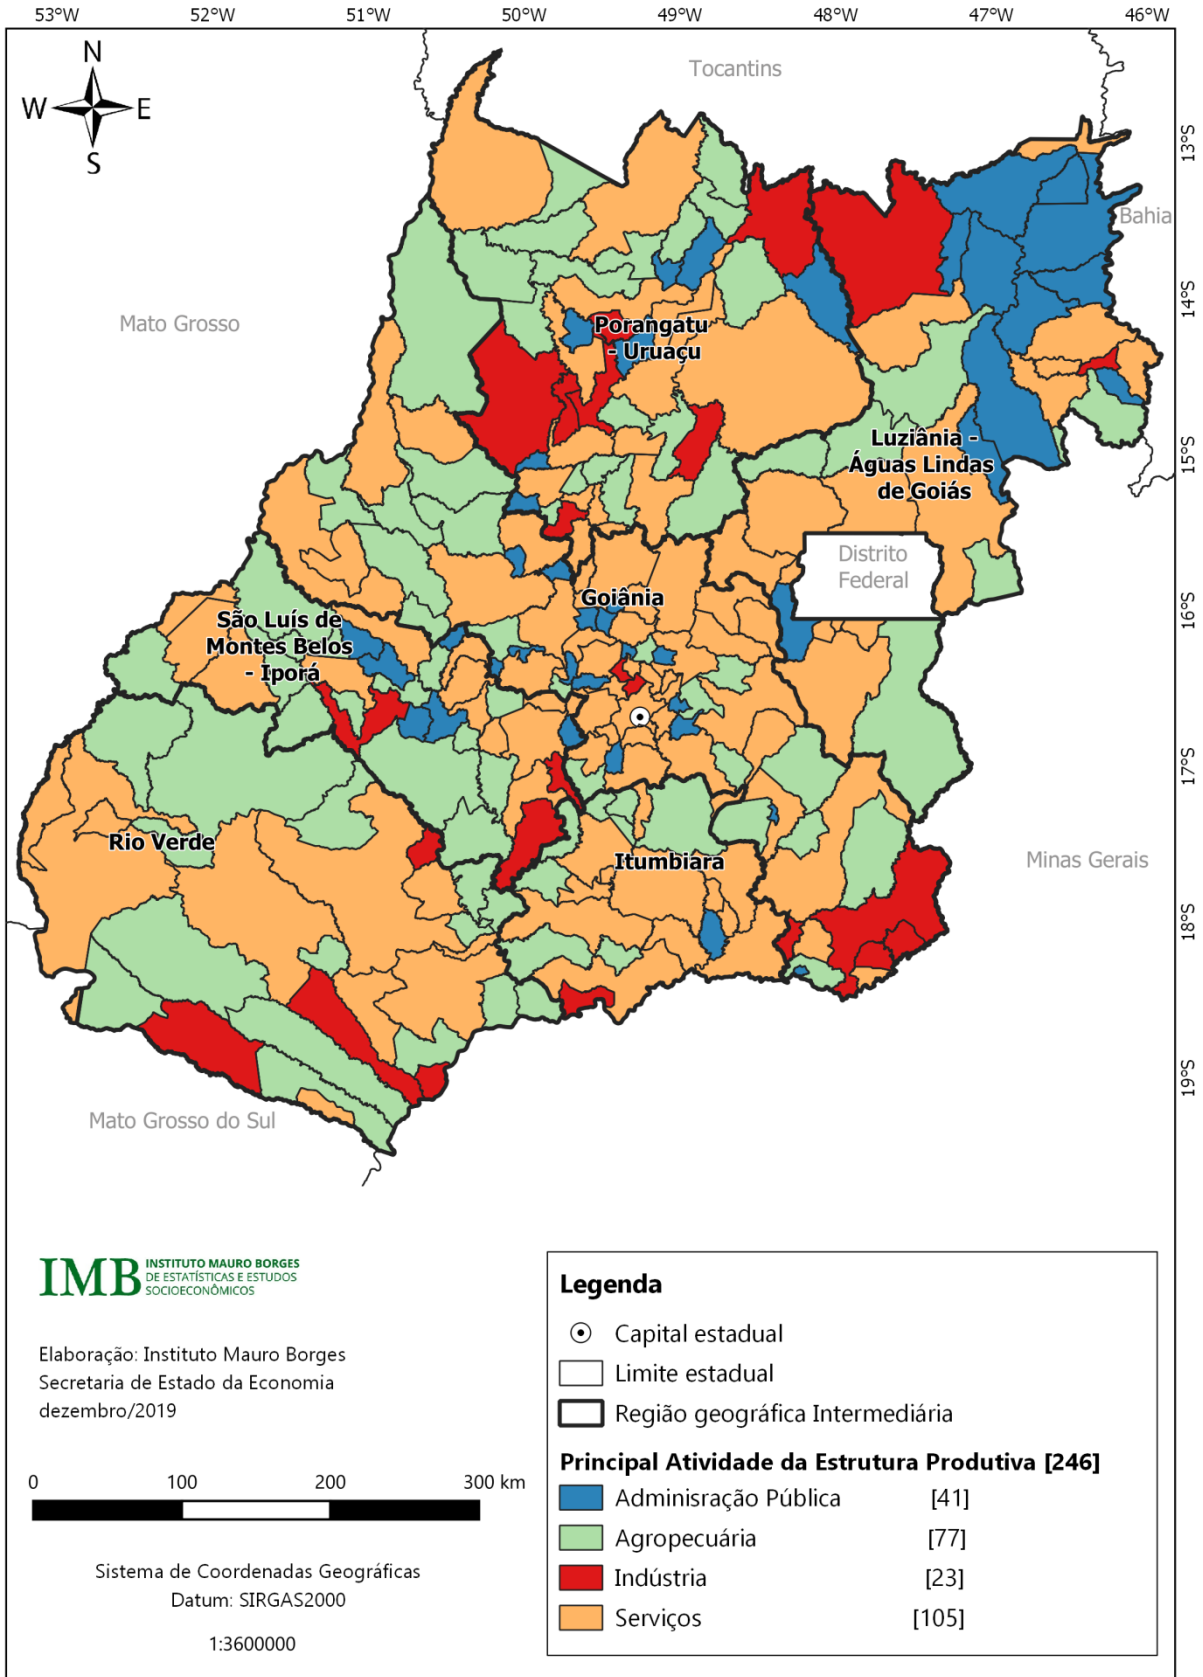 53°W 52°W 51°W 50°W 49°W 48°W 47°W 46°W
N
W E
S
Tocantins
13°S
Bahia
14°S
Mato Grosso
Porangatu
- Uruaçu
Luziânia -
Águas Lindas
de Goiás
15°S
Distrito
Federal
Goiânia
16°S
São Luís de
Montes Belos
- Iporá
17°S
Rio Verde
Itumbiara
Minas Gerais
18°S
19°S
Mato Grosso do Sul
IMB INSTITUTO MAURO BORGES
DE ESTATÍSTICAS E ESTUDOS
SOCIOECONÔMICOS
Elaboração: Instituto Mauro Borges
Secretaria de Estado da Economia
dezembro/2019
0 100 200 300 km
Sistema de Coordenadas Geográficas
Datum: SIRGAS2000
1:3600000
Legenda
Capital estadual
Limite estadual
Região geográfica Intermediária
Principal Atividade da Estrutura Produtiva [246]
Adminisração Pública [41]
Agropecuária [77]
Indústria [23]
Serviços [105]